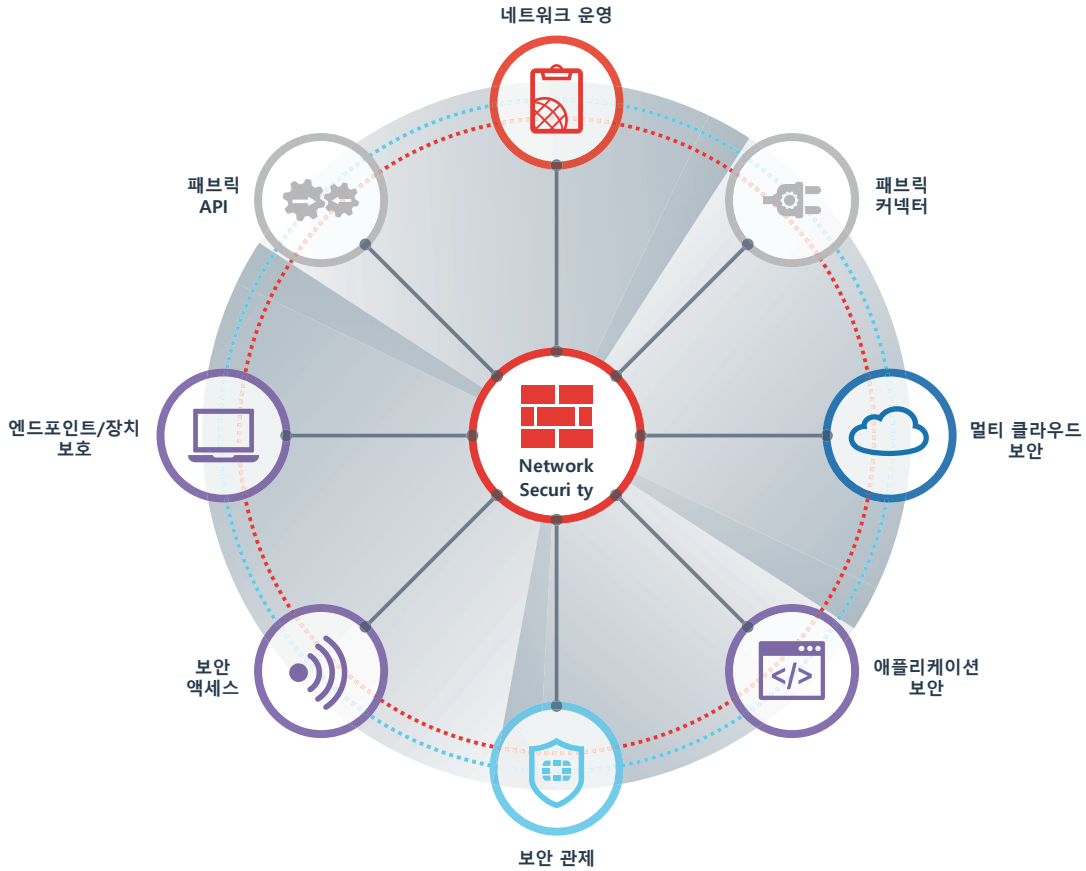 네트워크 운영
패브릭
API
패브릭
커넥터
엔드포인트/장치
보호
Network
Securi ty
멀티 클라우드
보안
보안
액세스
</>
애플리케이션
보안
보안 관제